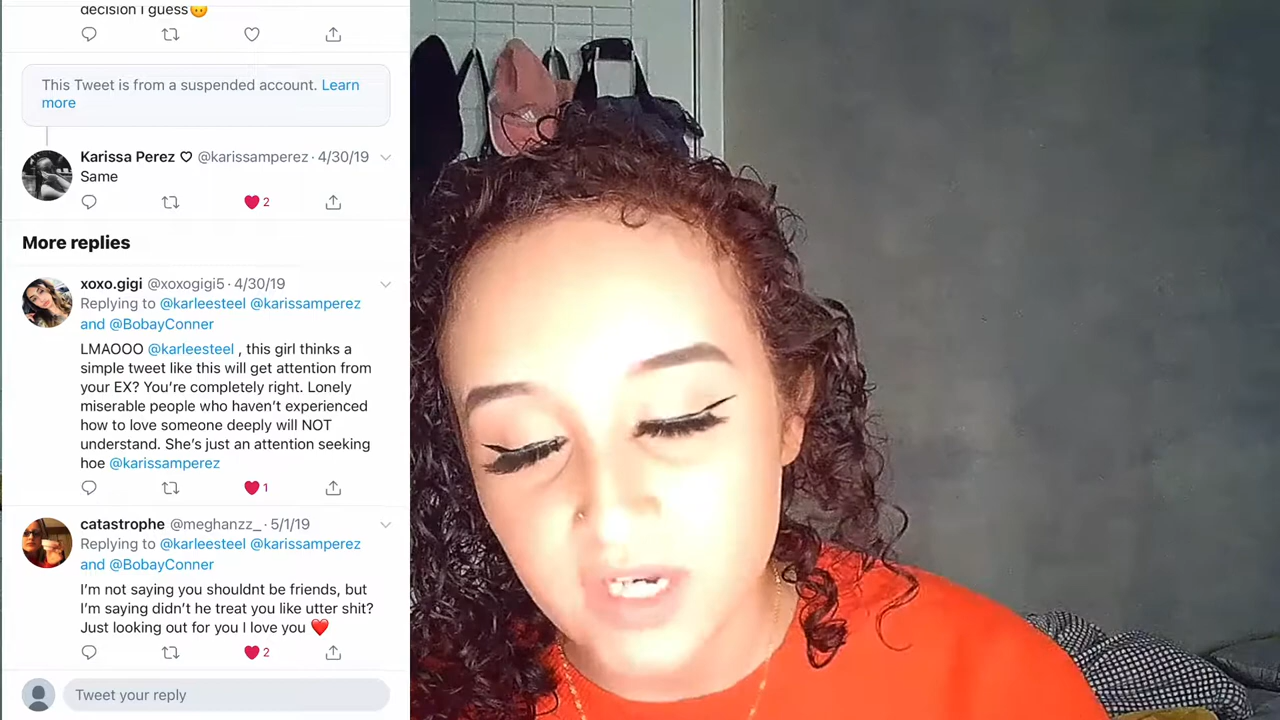 decision I guess🙁
This Tweet is from a suspended account. Learn
more
Karissa Perez ♡ @karissamperez · 4/30/19
Same
2
More replies
xoxo.gigi @xoxogigi5 · 4/30/19
Replying to @karleesteel @karissamperez
and @BobayConner
LMAOOO @karleesteel , this girl thinks a
simple tweet like this will get attention from
your EX? You’re completely right. Lonely
miserable people who haven’t experienced
how to love someone deeply will NOT
understand. She’s just an attention seeking
hoe @karissamperez
1
catastrophe @meghanzz_ · 5/1/19
Replying to @karleesteel @karissamperez
and @BobayConner
I’m not saying you shouldnt be friends, but
I’m saying didn’t he treat you like utter shit?
Just looking out for you I love you ❤️
2
Tweet your reply